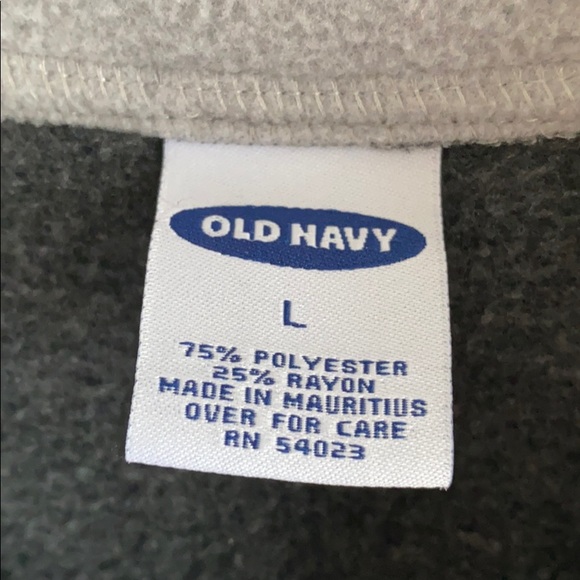 OLD NAVY
L
75% POLYESTER
25% RAYON
MADE IN MAURITIUS
OVER FOR CARE
RN 54023